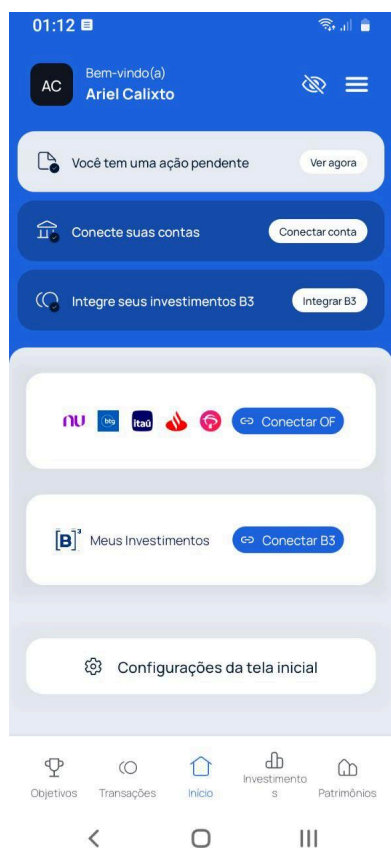 01:12
AC
Bem-vindo(a)
Ariel Calixto
Você tem uma ação pendente
Ver agora
Conecte suas contas
Conectar conta
Integre seus investimentos B3
Integrar B3
nu
btg
itaú
Conectar OF
[B]³
Meus Investimentos
Conectar B3
Configurações da tela inicial
Objetivos
Transações
Início
Investimento
s
Patrimônios